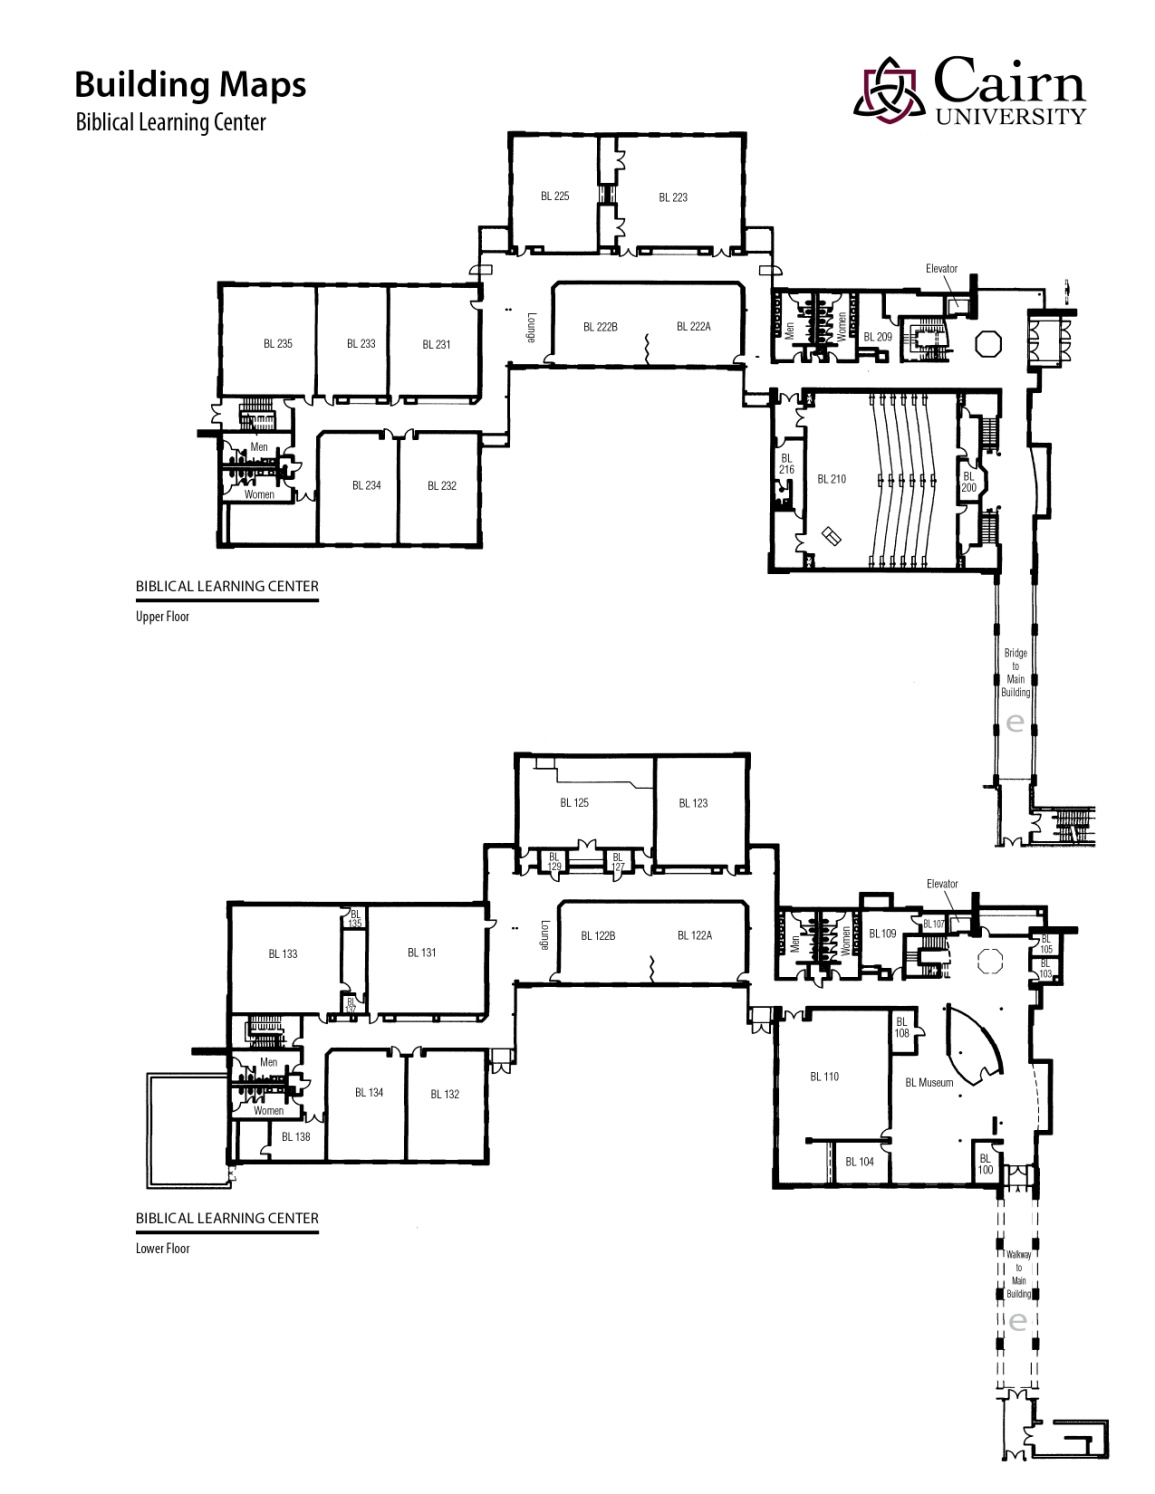 Building Maps
Biblical Learning Center
Cairn
UNIVERSITY
BL 225
BL 223
Elevator
Lounge
BL 222B
BL 222A
Men
Women
BL 209
BL 235
BL 233
BL 231
Men
Women
BL 234
BL 232
BL
216
BL 210
BL
200
BIBLICAL LEARNING CENTER
Upper Floor
Bridge
to
Main
Building
e
BL 125
BL 123
BL
129
BL
127
Elevator
Lounge
BL 122B
BL 122A
Men
Women
BL109
BL 107
BL
105
BL
103
BL 133
BL
135
BL 131
BL
137
BL
108
BL 110
BL Museum
Men
Women
BL 134
BL 132
BL 138
BL 104
BL
100
BIBLICAL LEARNING CENTER
Lower Floor
Walkway
to
Main
Building
e